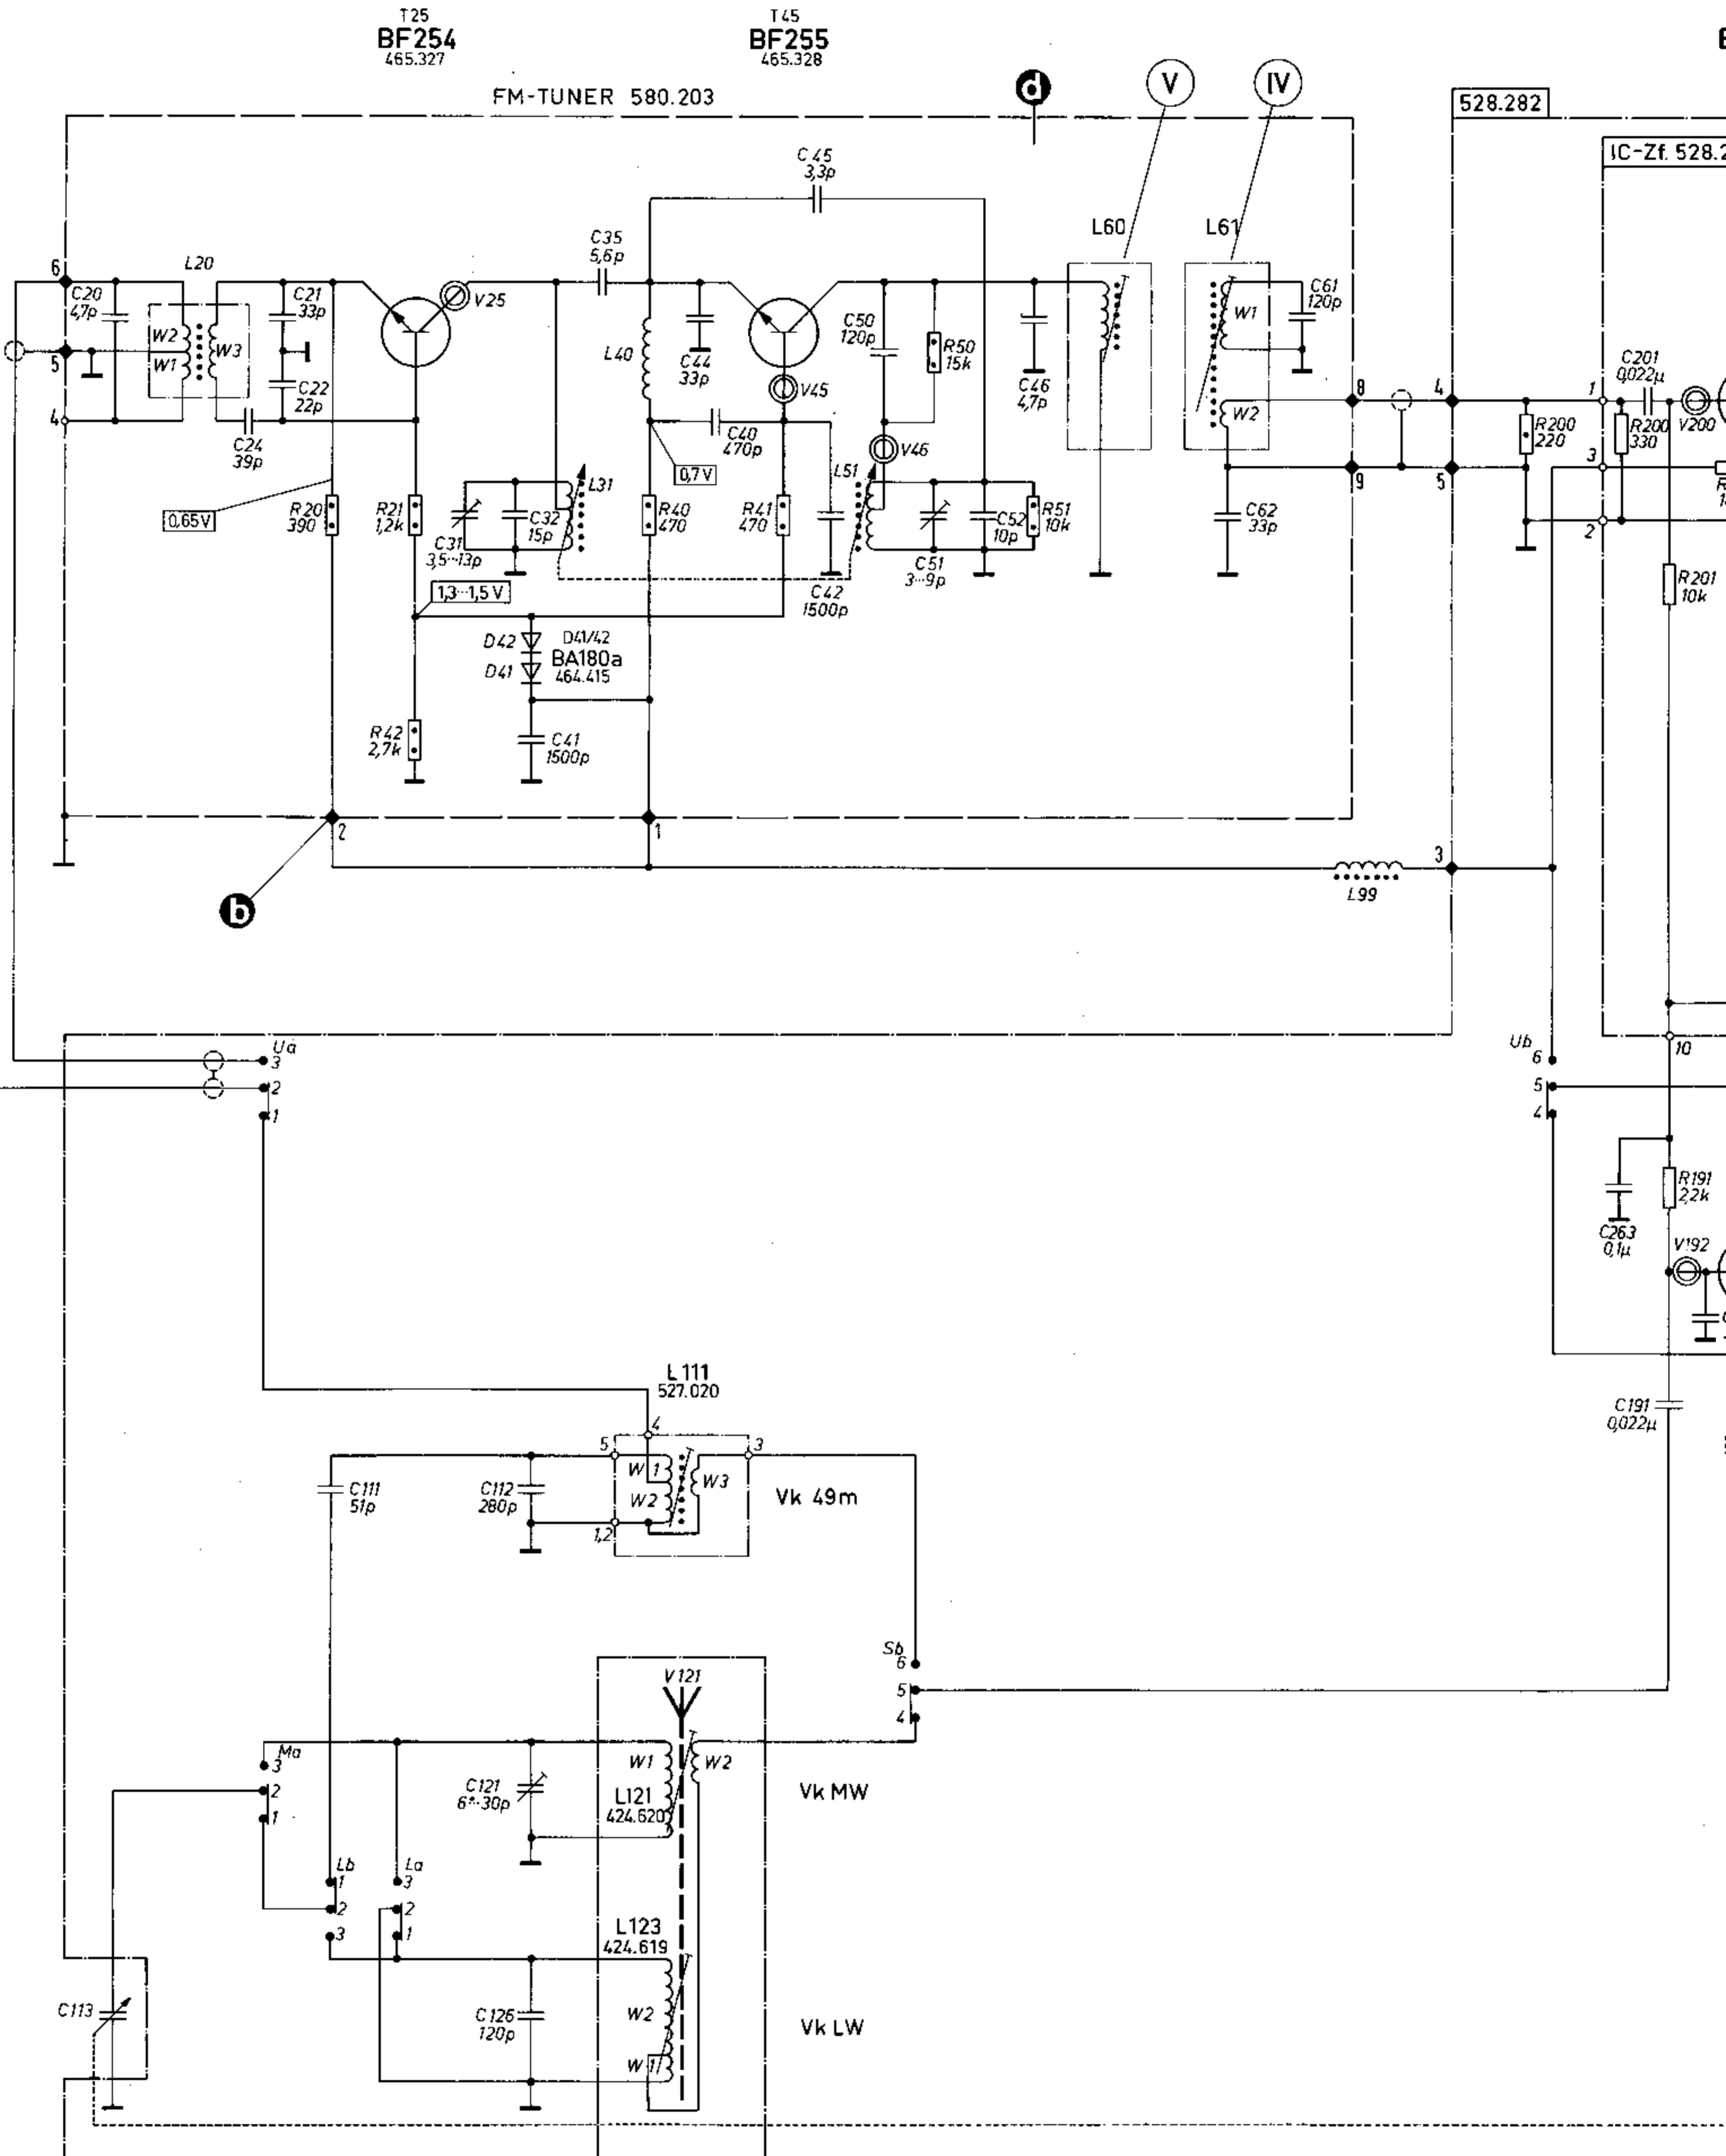 T25
BF254
465.327
T45
BF255
465.328
FM-TUNER 580.203
d
V
IV
528.282
IC-Zf. 528.2
C45
3,3p
L60
L61
C35
5,6p
6
L20
C20
4,7p
C21
33p
V25
W2
W1
W3
5
C22
22p
4
C24
39p
L40
C44
33p
V45
C50
120p
R50
15k
C46
4,7p
W1
C61
120p
W2
8
4
1
C201
0,022µ
V200
R200
220
R200
330
C40
470p
V46
0,7V
L31
L51
9
5
3
2
0,65V
R20
390
R21
1,2k
C31
3,5-13p
C32
15p
R40
470
R41
470
C42
1500p
C51
3-9p
C52
10p
R51
10k
C62
33p
R201
10k
1,3-1,5V
D42
D41
D41/42
BA180a
464.415
R42
2,7k
C41
1500p
2
1
3
L99
b
Ua
3
2
1
Ub
6
5
4
10
C263
0,1µ
R191
2,2k
V192
C191
0,022µ
L111
527.020
4
5
3
W1
W2
W3
1,2
C111
51p
C112
280p
Vk 49m
Sb
6
5
4
V121
Ma
3
2
1
C121
6-30p
W1
L121
424.620
W2
Vk MW
Lb
1
2
3
La
3
2
1
L123
424.619
C113
C126
120p
W2
W1
Vk LW